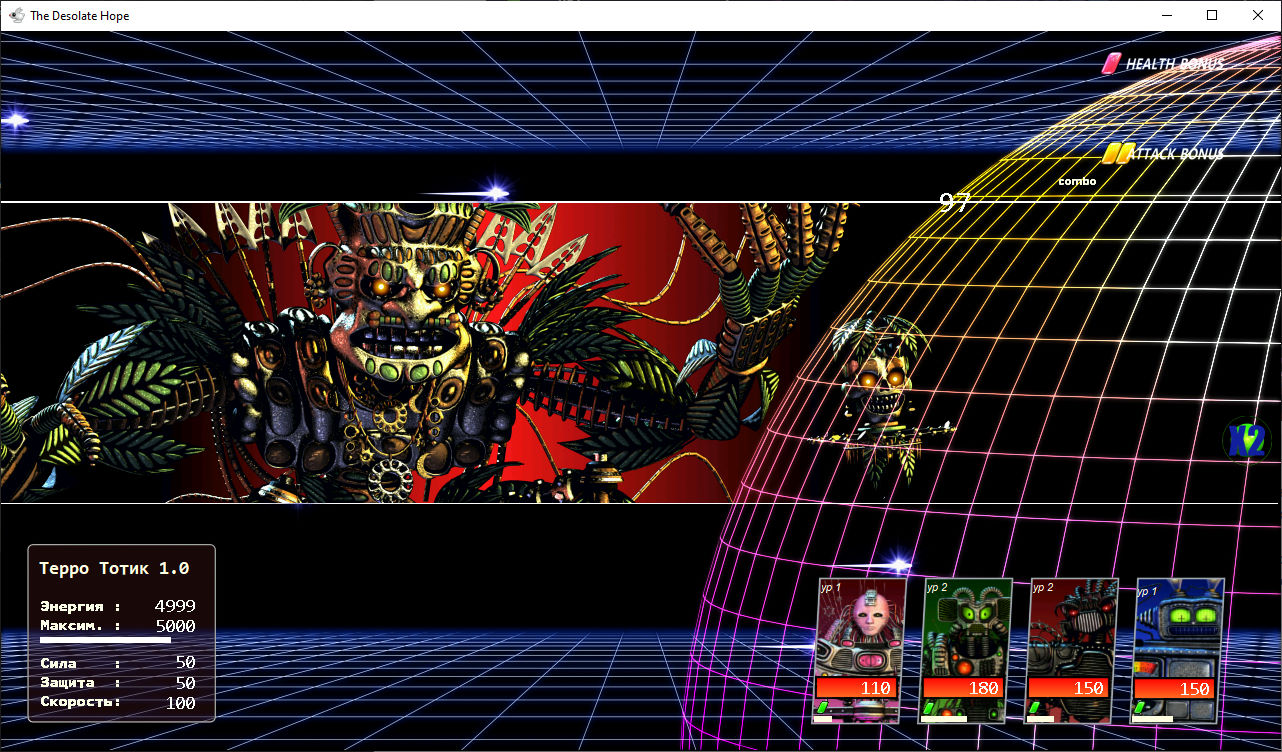 The Desolate Hope
HEALTH BONUS
ATTACK BONUS
combo
97
X2
Терро Тотик 1.0
Энергия : 4999
Максим. : 5000
Сила : 50
Защита : 50
Скорость: 100
ур 1
ур 2
ур 2
ур 1
110
180
150
150